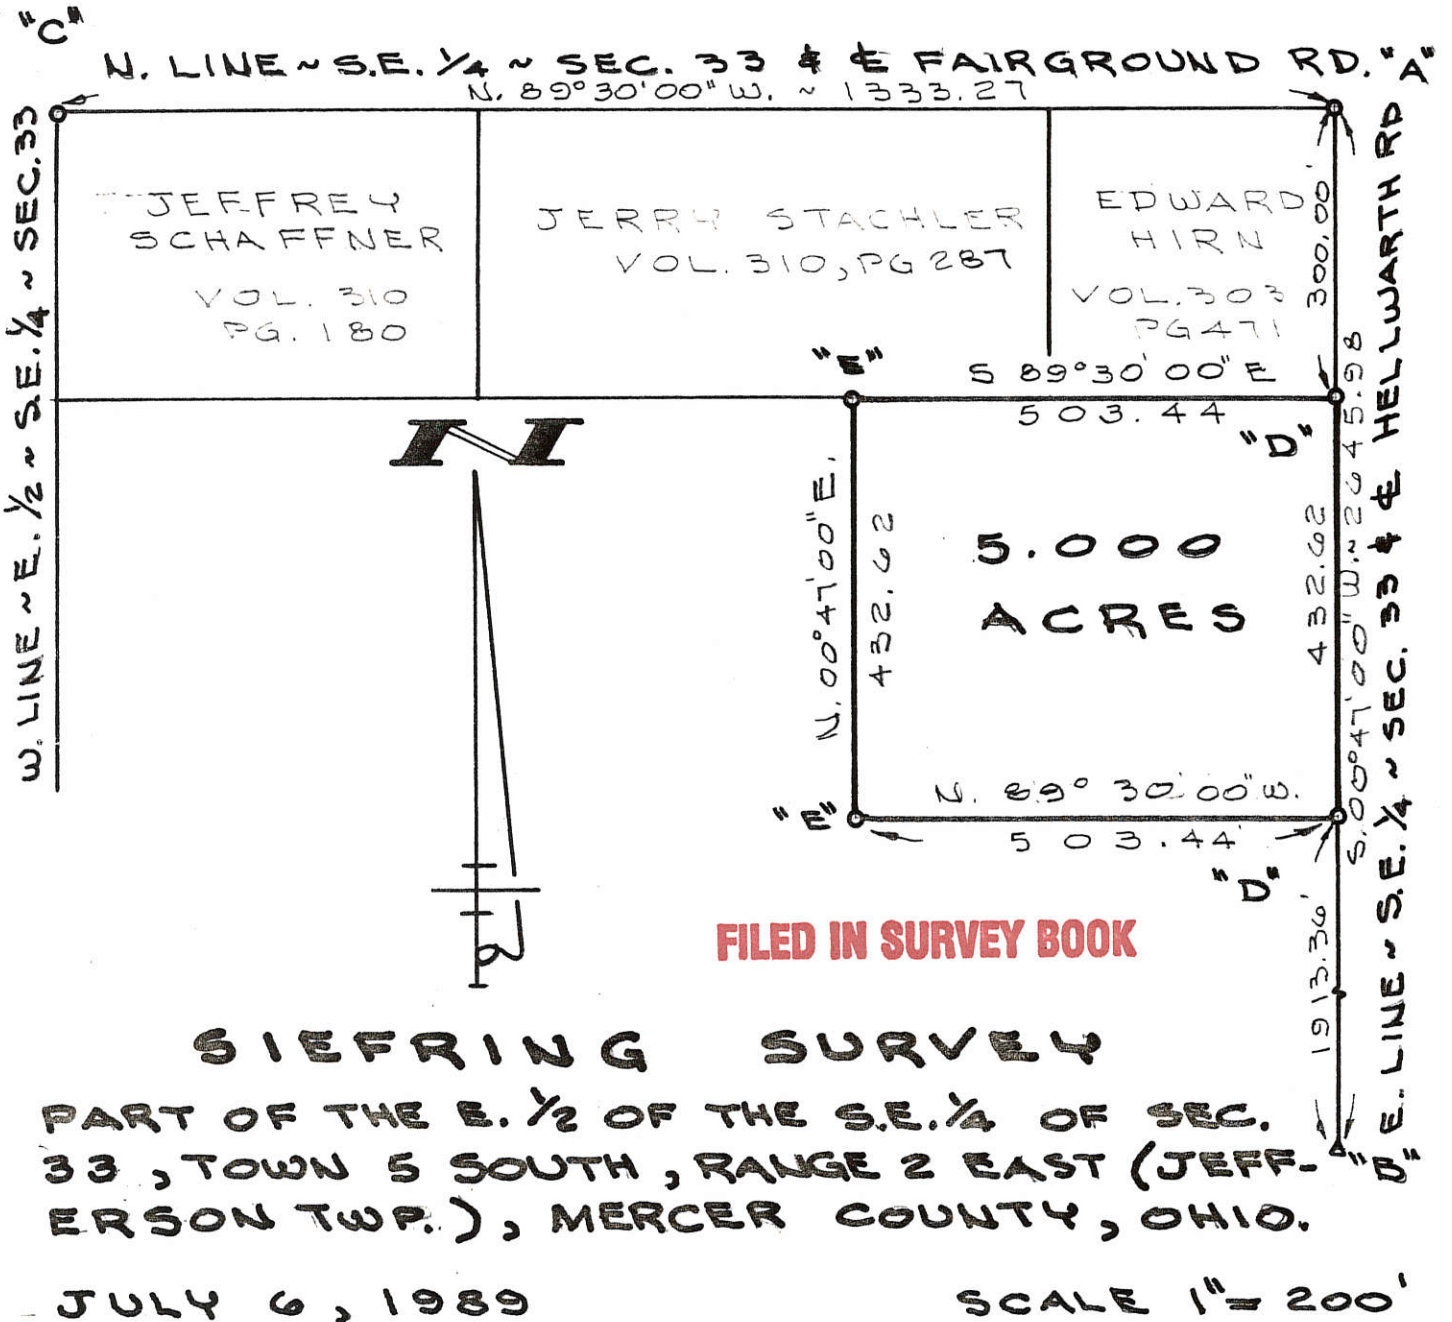 "C"
N. LINE ~ S.E. ¼ ~ SEC. 33 & ℄ FAIRGROUND RD. "A"
N. 89°30'00" W. ~ 1333.27
W. LINE ~ E. ½ ~ S.E. ¼ ~ SEC. 33
JEFFREY
SCHAFFNER
VOL. 310
PG. 180
JERRY STACHLER
VOL. 310, PG 287
EDWARD
HIRN
VOL. 303
PG 471
300.00'
E. LINE ~ S.E. ¼ ~ SEC. 33 & ℄ HELLWARTH RD
S. 00°47'00" W. ~ 2645.98
"E"
S 89°30'00" E
503.44
"D"
N
N. 00°47'00" E.
432.62
5.000
ACRES
432.62
N. 89° 30' 00" W.
"E"
503.44'
"D"
1913.36'
FILED IN SURVEY BOOK
SIEFRING SURVEY
PART OF THE E. ½ OF THE S.E. ¼ OF SEC.
33, TOWN 5 SOUTH, RANGE 2 EAST (JEFF-
"B"
ERSON TWP.), MERCER COUNTY, OHIO.
JULY 6, 1989
SCALE 1" = 200'